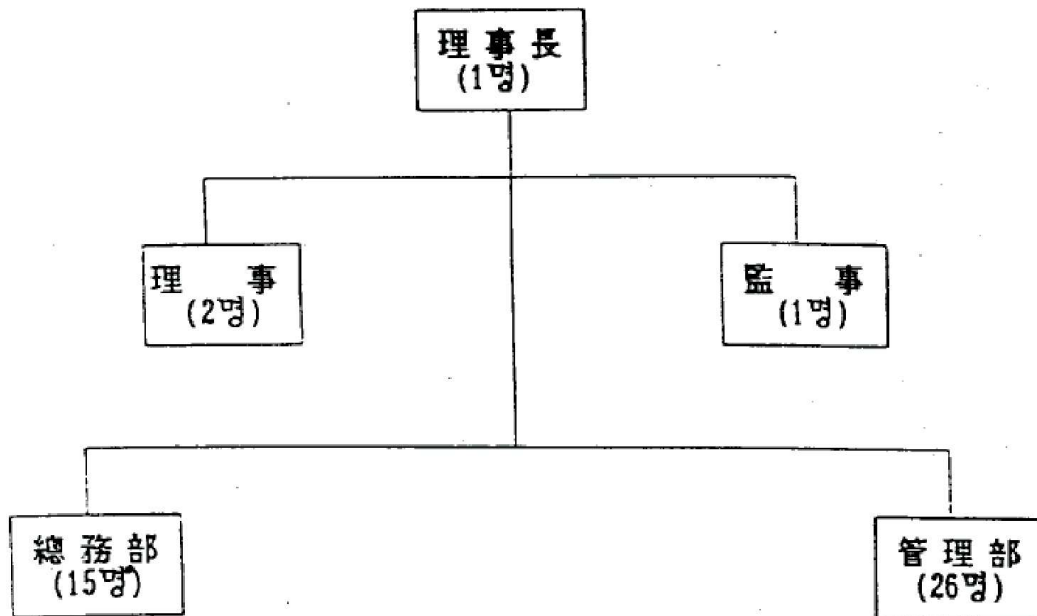 理事長
(1명)
理 事
(2명)
監 事
(1명)
總務部
(15명)
管理部
(26명)